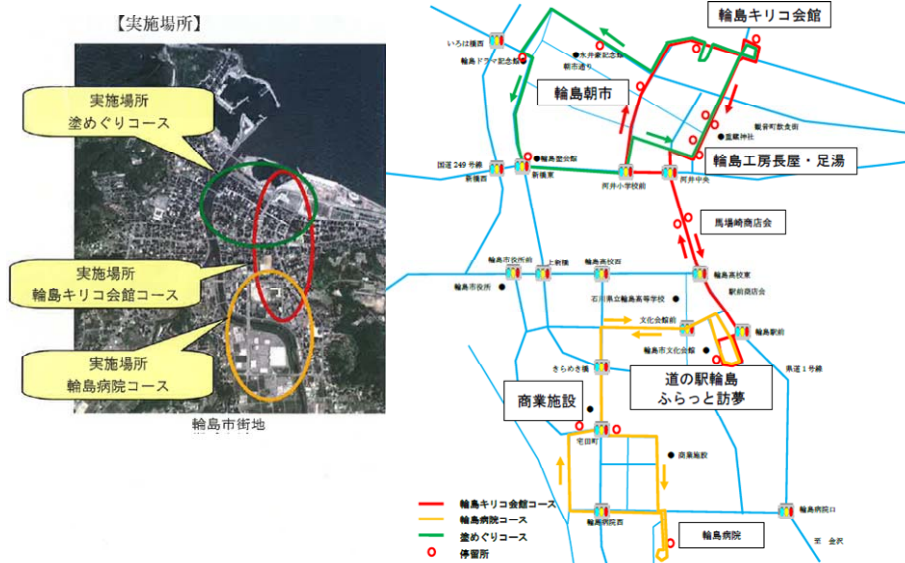 【実施場所】
実施場所
塗めぐりコース
実施場所
輪島キリコ会館コース
実施場所
輪島病院コース
輪島市街地
輪島キリコ会館
いろは橋西
輪島ドラマ記念館
永井豪記念館
朝市通り
輪島朝市
観音町飲食街
重蔵神社
輪島工房長屋・足湯
国道249号線
新橋西
新橋東
河井小学校前
河井中央
馬場崎商店会
輪島市役所前
上新橋
輪島高校西
輪島高校東
輪島市役所
駅前商店会
石川県立輪島高等学校
文化会館前
輪島駅前
輪島市文化会館
きらめき橋
道の駅輪島
ふらっと訪夢
県道1号線
商業施設
宅田町
商業施設
輪島キリコ会館コース
輪島病院コース
塗めぐりコース
停留所
輪島病院西
輪島病院口
輪島病院
至 金沢